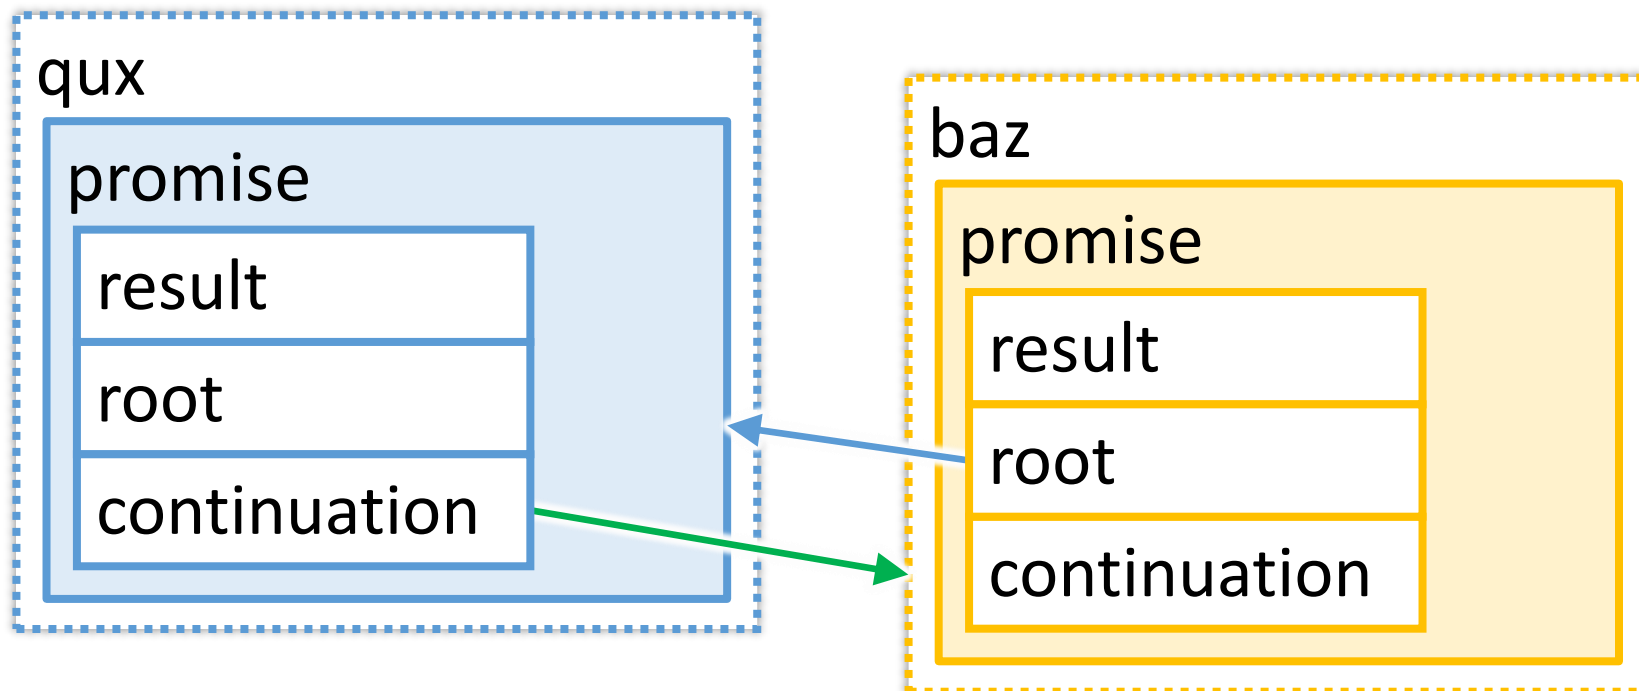 qux
promise
result
root
continuation
baz
promise
result
root
continuation